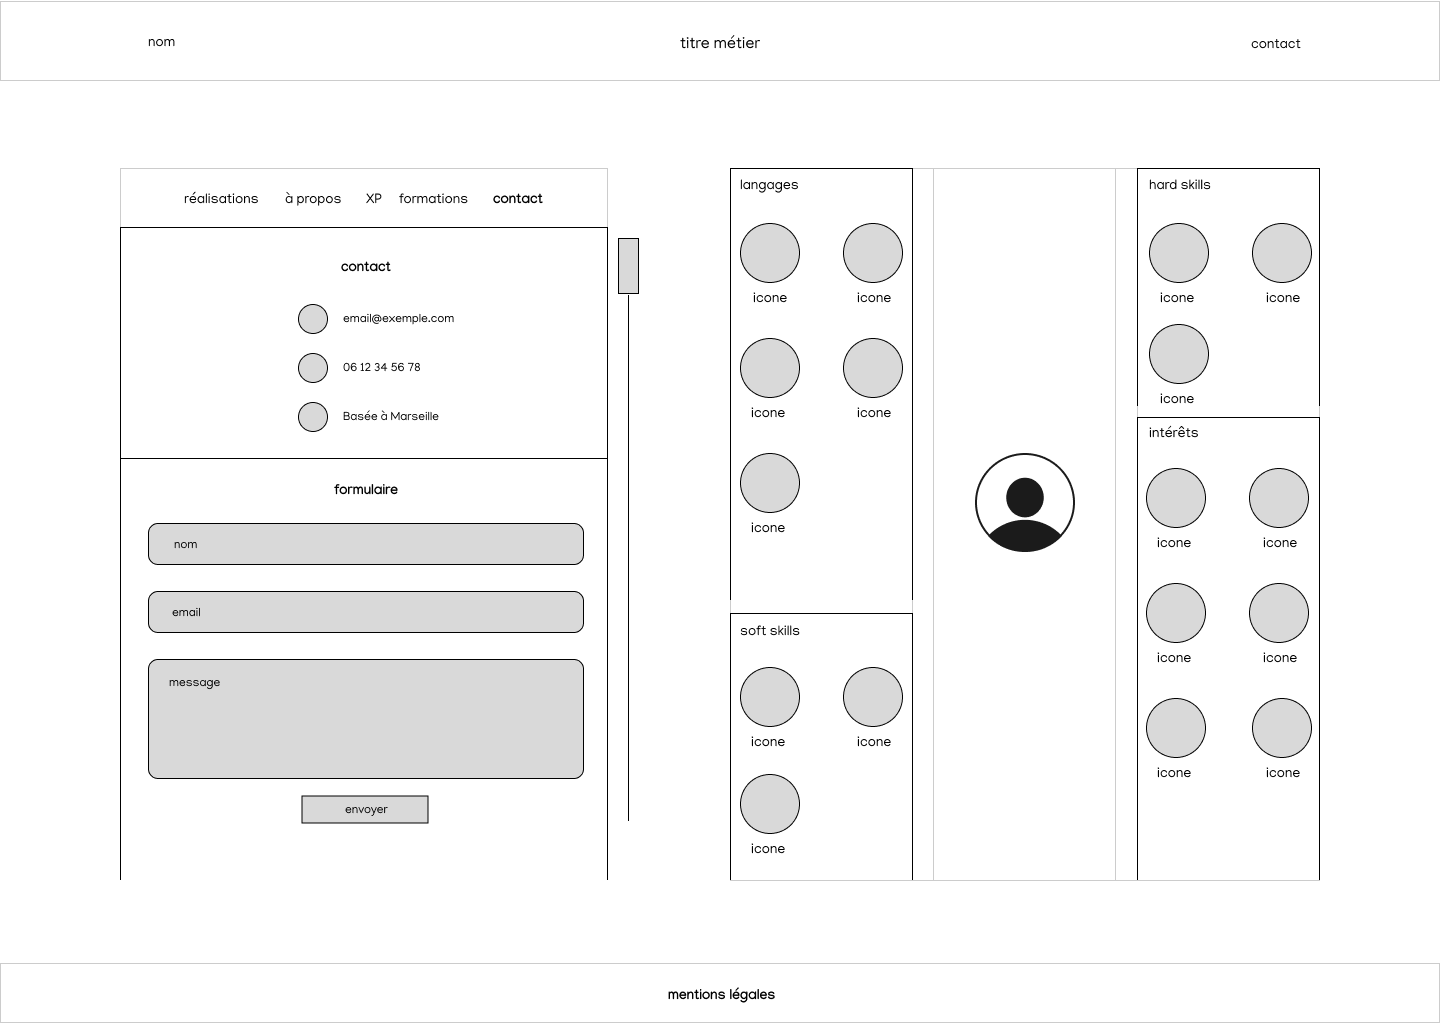 nom
titre métier
contact
réalisations à propos XP formations contact
contact
email@exemple.com
06 12 34 56 78
Basée à Marseille
formulaire
nom
email
message
envoyer
langages
icone icone
icone icone
icone
soft skills
icone icone
icone
hard skills
icone icone
icone
intérêts
icone icone
icone icone
icone icone
mentions légales